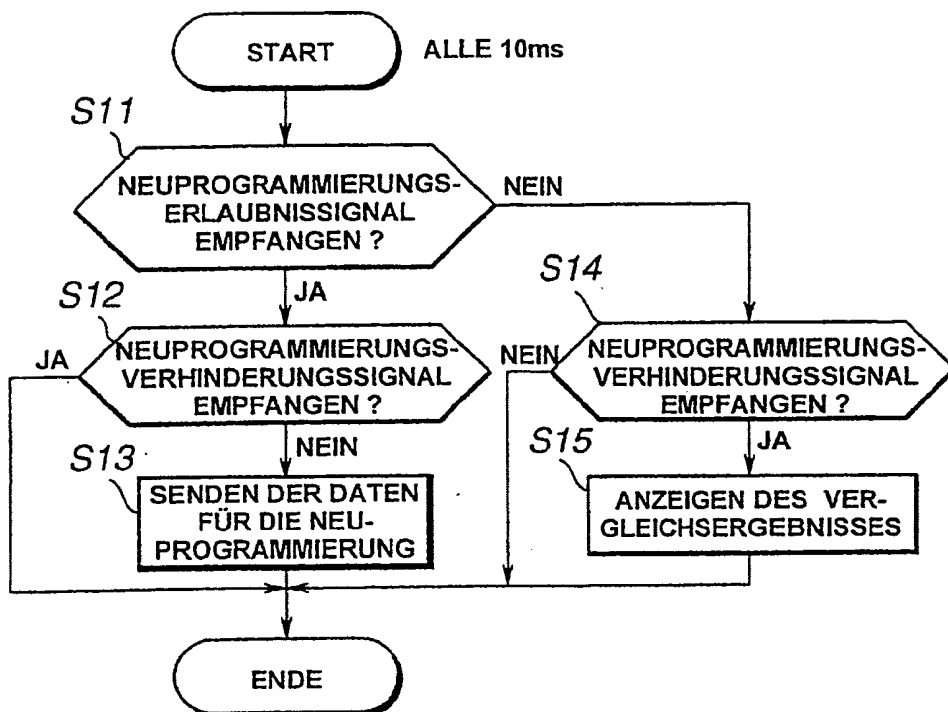 START
ALLE 10ms
S11
NEUPROGRAMMIERUNGS-
ERLAUBNISSIGNAL
EMPFANGEN ?
NEIN
JA
S12
JA
NEUPROGRAMMIERUNGS-
VERHINDERUNGSSIGNAL
EMPFANGEN ?
NEIN
S13
SENDEN DER DATEN
FÜR DIE NEU-
PROGRAMMIERUNG
S14
NEIN
NEUPROGRAMMIERUNGS-
VERHINDERUNGSSIGNAL
EMPFANGEN ?
JA
S15
ANZEIGEN DES VER-
GLEICHSERGEBNISSES
ENDE